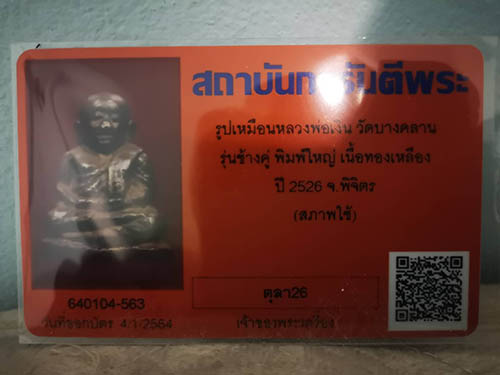 สถาบันการันตีพระ
รูปเหมือนหลวงพ่อเงิน วัดบางคลาน
รุ่นช้างคู่ พิมพ์ใหญ่ เนื้อทองเหลือง
ปี 2526 จ.พิจิตร
(สภาพใช้)
640104-563
ตุลา26
วันที่ออกบัตร 4/1/2564
เจ้าของพระเครื่อง